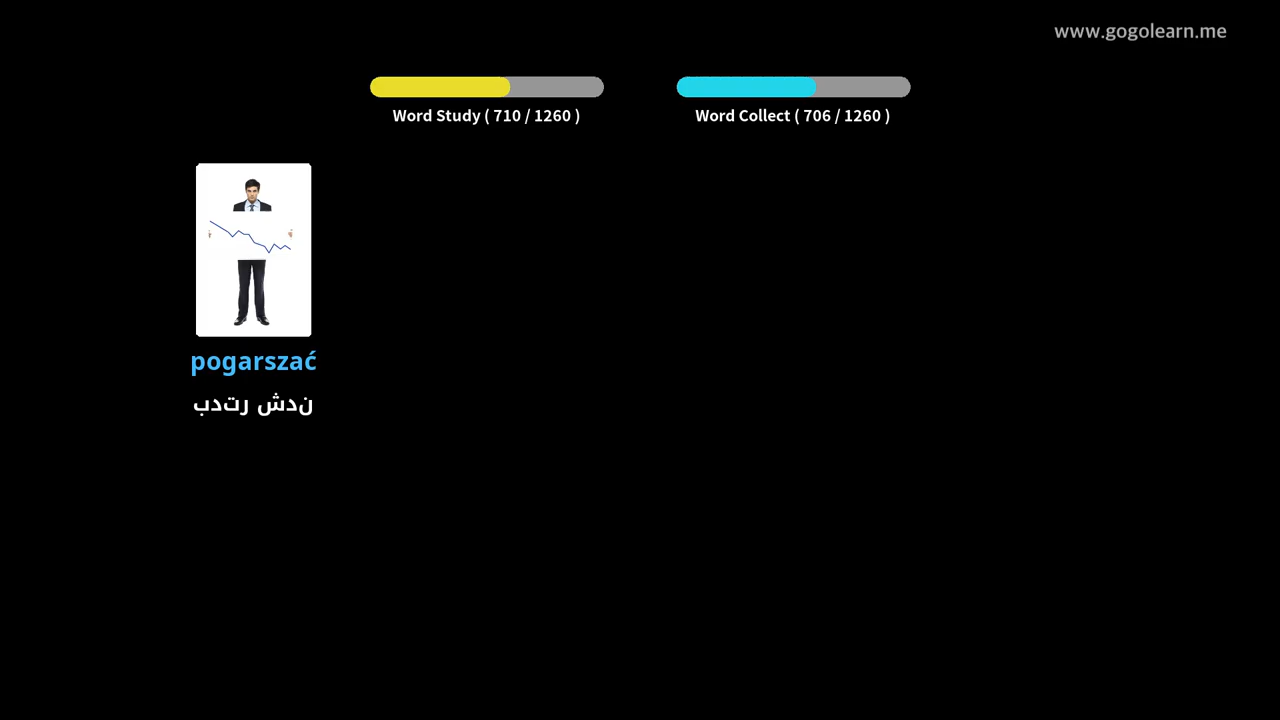 www.gogolearn.me
Word Study ( 710 / 1260 )
Word Collect ( 706 / 1260 )
pogarszać
بدتر شدن